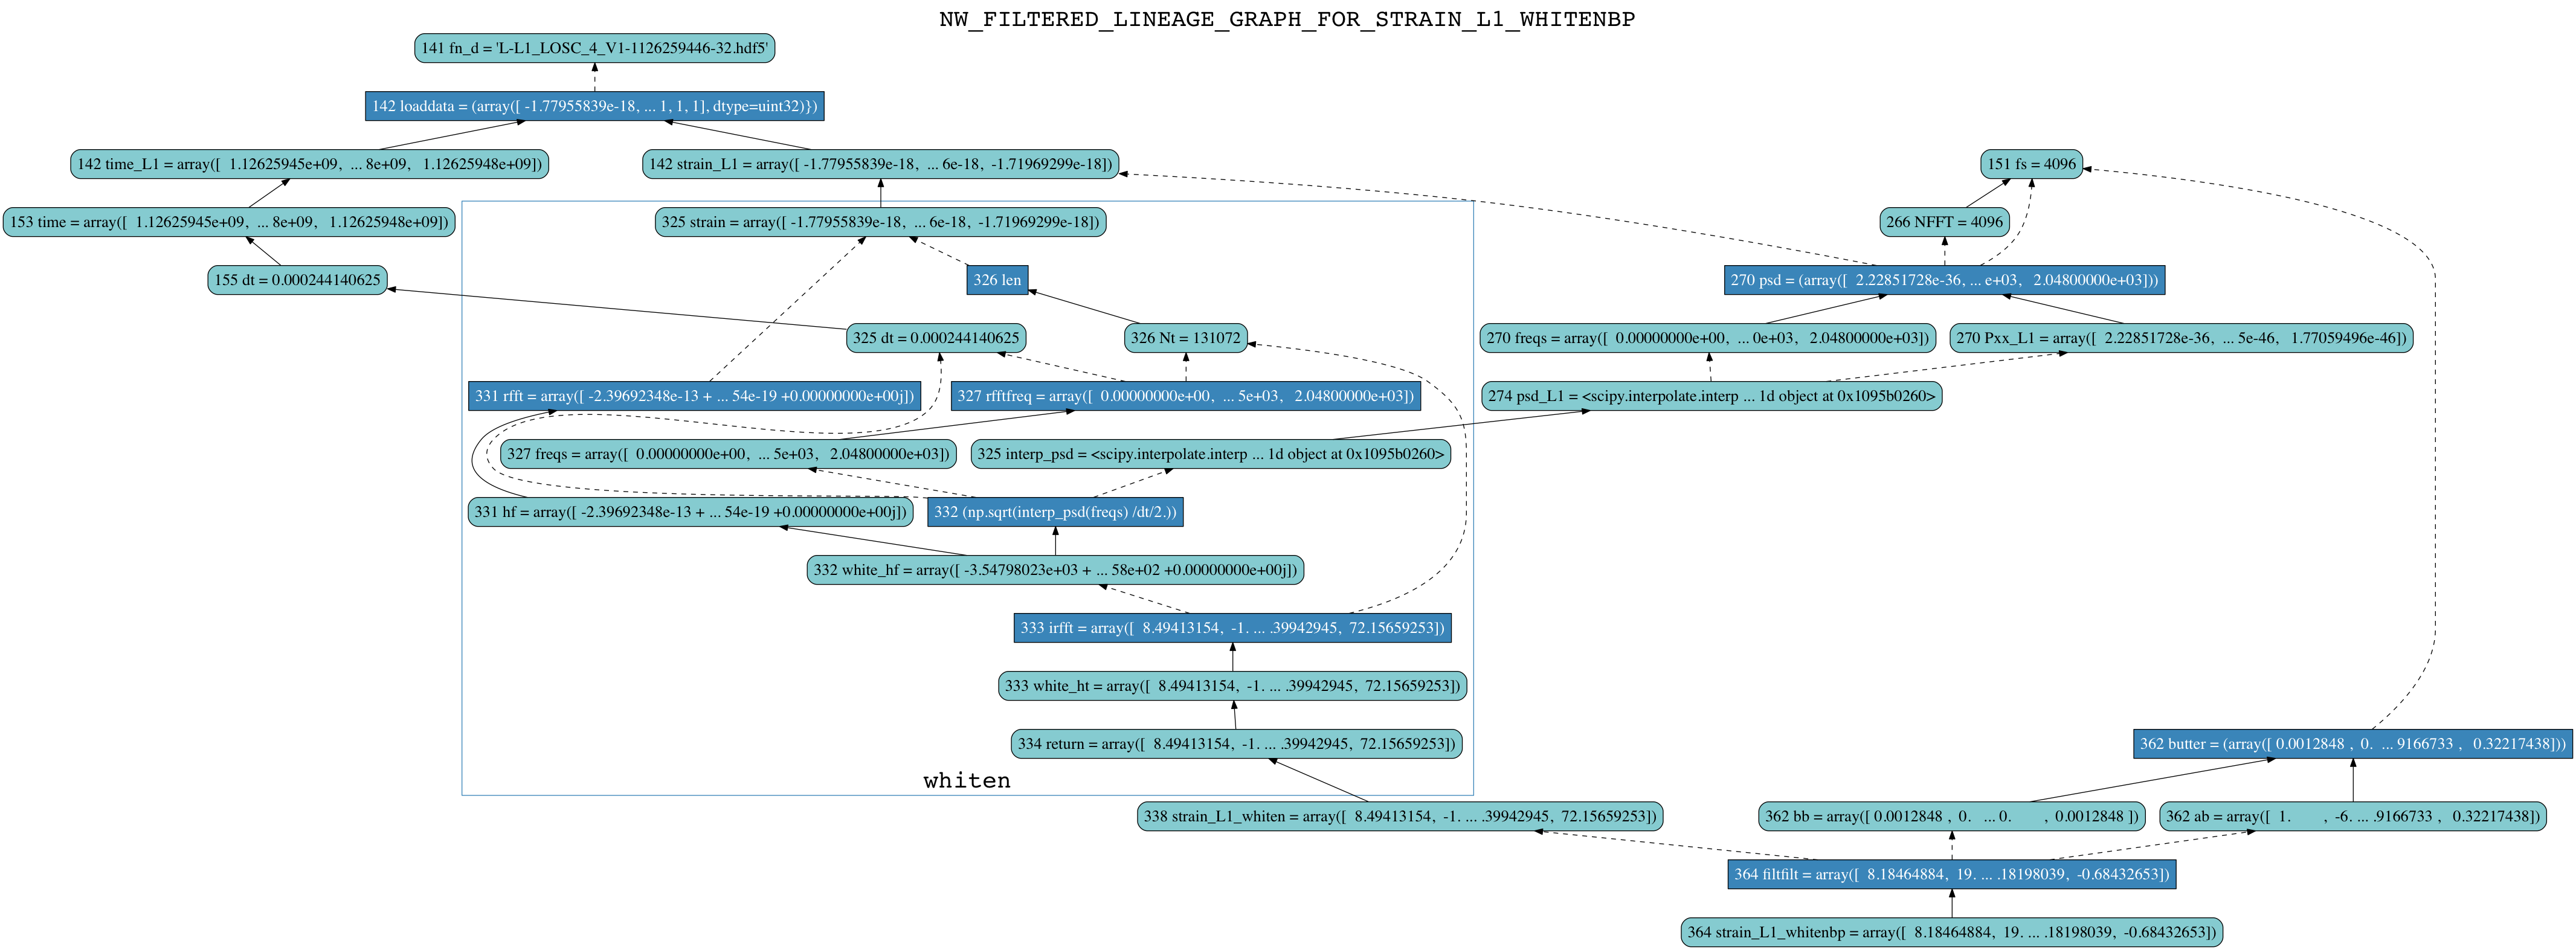 NW_FILTERED_LINEAGE_GRAPH_FOR_STRAIN_L1_WHITENBP
141 fn_d = 'L-L1_LOSC_4_V1-1126259446-32.hdf5'
142 loaddata = (array([ -1.77955839e-18, ... 1, 1, 1], dtype=uint32)})
142 time_L1 = array([  1.12625945e+09,  ... 8e+09,   1.12625948e+09])
142 strain_L1 = array([ -1.77955839e-18,  ... 6e-18,  -1.71969299e-18])
151 fs = 4096
153 time = array([  1.12625945e+09,  ... 8e+09,   1.12625948e+09])
325 strain = array([ -1.77955839e-18,  ... 6e-18,  -1.71969299e-18])
266 NFFT = 4096
155 dt = 0.000244140625
326 len
270 psd = (array([  2.22851728e-36, ... e+03,   2.04800000e+03]))
325 dt = 0.000244140625
326 Nt = 131072
270 freqs = array([  0.00000000e+00,  ... 0e+03,   2.04800000e+03])
270 Pxx_L1 = array([  2.22851728e-36,  ... 5e-46,   1.77059496e-46])
331 rfft = array([ -2.39692348e-13 + ... 54e-19 +0.00000000e+00j])
327 rfftfreq = array([  0.00000000e+00,  ... 5e+03,   2.04800000e+03])
274 psd_L1 = <scipy.interpolate.interp ... 1d object at 0x1095b0260>
327 freqs = array([  0.00000000e+00,  ... 5e+03,   2.04800000e+03])
325 interp_psd = <scipy.interpolate.interp ... 1d object at 0x1095b0260>
331 hf = array([ -2.39692348e-13 + ... 54e-19 +0.00000000e+00j])
332 (np.sqrt(interp_psd(freqs) /dt/2.))
332 white_hf = array([ -3.54798023e+03 + ... 58e+02 +0.00000000e+00j])
333 irfft = array([  8.49413154,  -1. ... .39942945,  72.15659253])
333 white_ht = array([  8.49413154,  -1. ... .39942945,  72.15659253])
334 return = array([  8.49413154,  -1. ... .39942945,  72.15659253])
362 butter = (array([ 0.0012848 ,  0.  ... 9166733 ,   0.32217438]))
whiten
338 strain_L1_whiten = array([  8.49413154,  -1. ... .39942945,  72.15659253])
362 bb = array([ 0.0012848 ,  0.   ... 0.        ,  0.0012848 ])
362 ab = array([  1.        ,  -6. ... .9166733 ,   0.32217438])
364 filtfilt = array([  8.18464884,  19. ... .18198039,  -0.68432653])
364 strain_L1_whitenbp = array([  8.18464884,  19. ... .18198039,  -0.68432653])